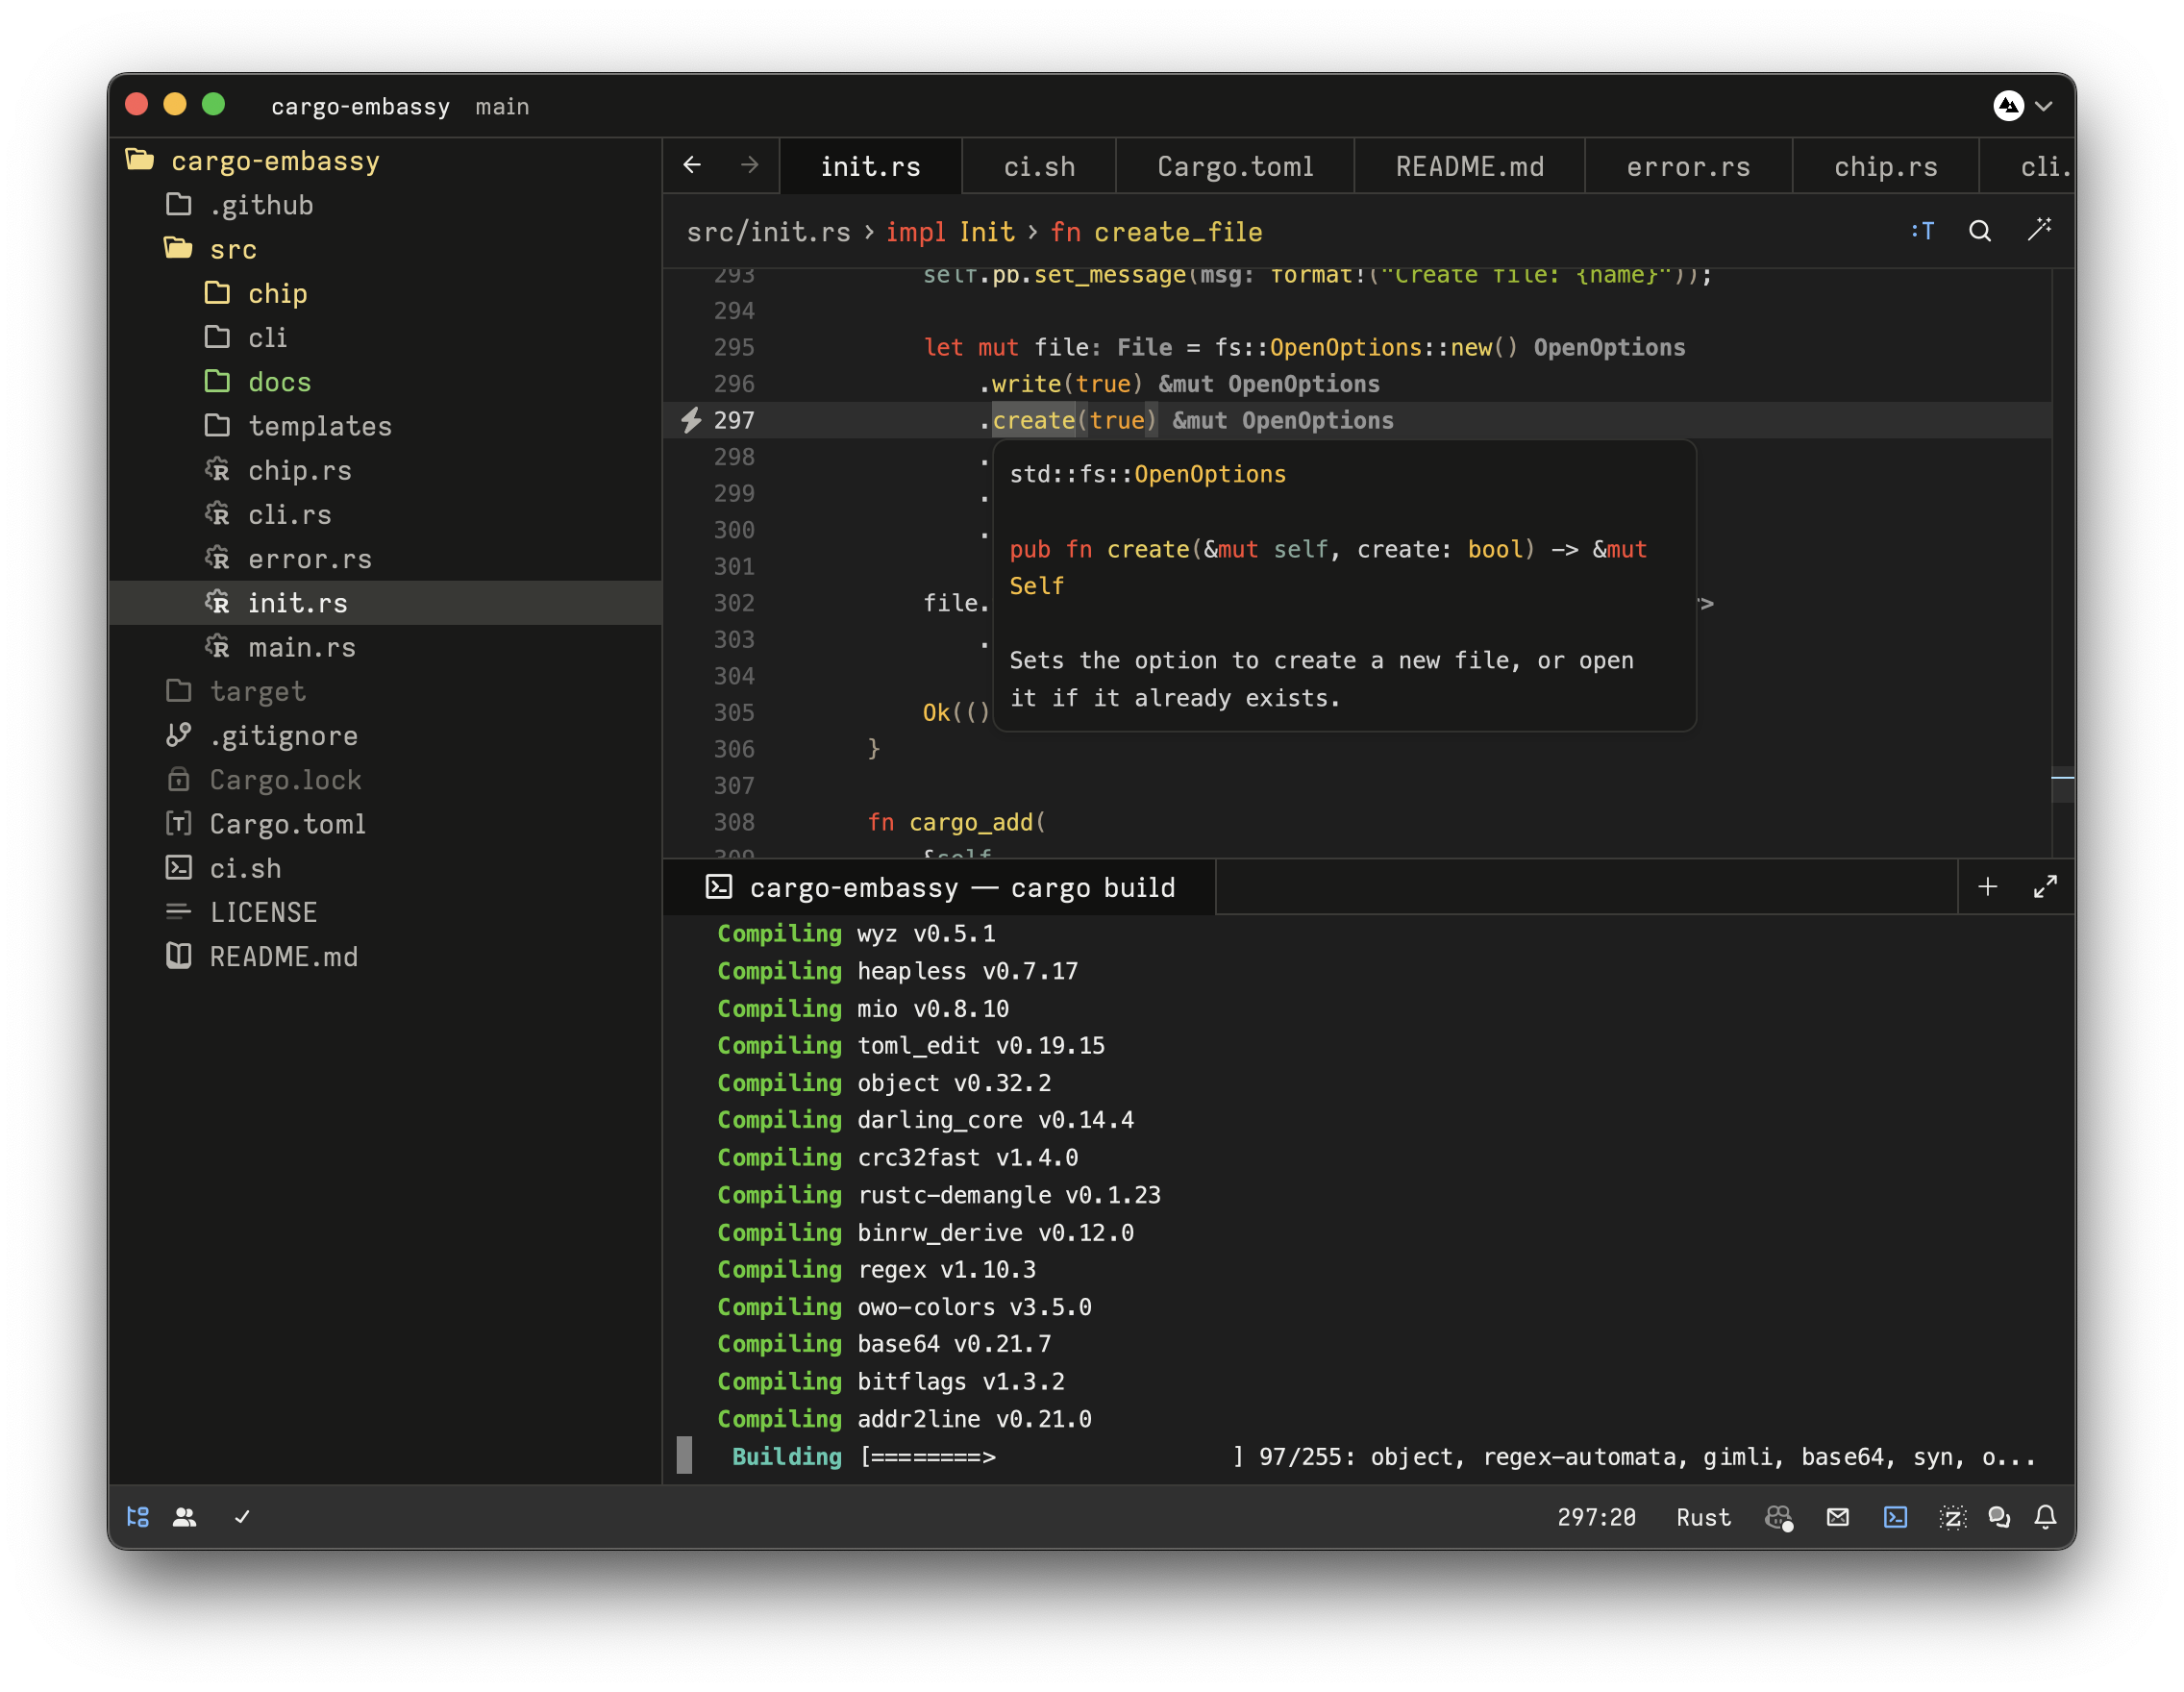 cargo-embassy main
cargo-embassy
.github
src
chip
cli
docs
templates
chip.rs
cli.rs
error.rs
init.rs
main.rs
target
.gitignore
Cargo.lock
Cargo.toml
ci.sh
LICENSE
README.md
init.rs ci.sh Cargo.toml README.md error.rs chip.rs cli.
src/init.rs › impl Init › fn create_file
:T
293 self.pb.set_message(msg: format!("Create file: {name}"));
294
295 let mut file: File = fs::OpenOptions::new() OpenOptions
296 .write(true) &mut OpenOptions
297 .create(true) &mut OpenOptions
298 .
299 .
300 .
301
302 file. >
303 .
304
305 Ok(()
306 }
307
308 fn cargo_add(
309 &self
std::fs::OpenOptions
pub fn create(&mut self, create: bool) -> &mut
Self
Sets the option to create a new file, or open
it if it already exists.
cargo-embassy — cargo build
Compiling wyz v0.5.1
Compiling heapless v0.7.17
Compiling mio v0.8.10
Compiling toml_edit v0.19.15
Compiling object v0.32.2
Compiling darling_core v0.14.4
Compiling crc32fast v1.4.0
Compiling rustc-demangle v0.1.23
Compiling binrw_derive v0.12.0
Compiling regex v1.10.3
Compiling owo-colors v3.5.0
Compiling base64 v0.21.7
Compiling bitflags v1.3.2
Compiling addr2line v0.21.0
Building [========> ] 97/255: object, regex-automata, gimli, base64, syn, o...
297:20 Rust